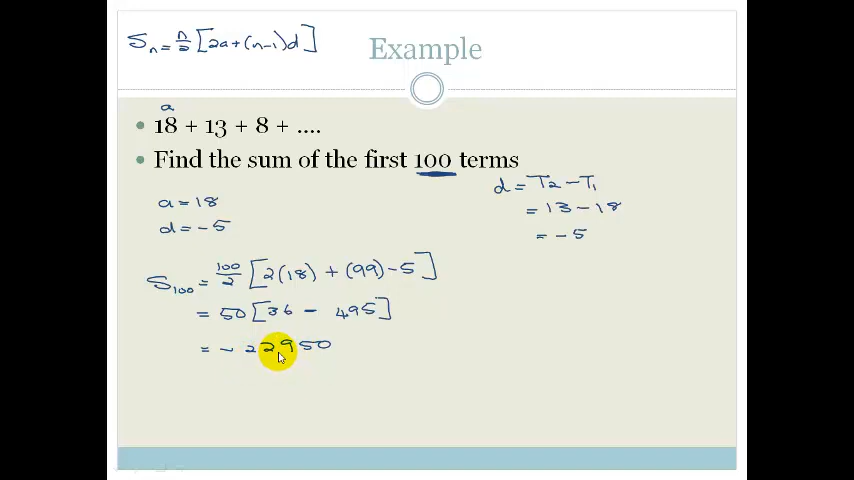 Sn = n/2 [2a+(n-1)d]
Example
a
18 + 13 + 8 + ....
Find the sum of the first 100 terms
a = 18
d = -5
d = T2 - T1
= 13 - 18
= -5
S100 = 100/2 [2(18) + (99) - 5]
= 50 [36 - 495]
= - 22950